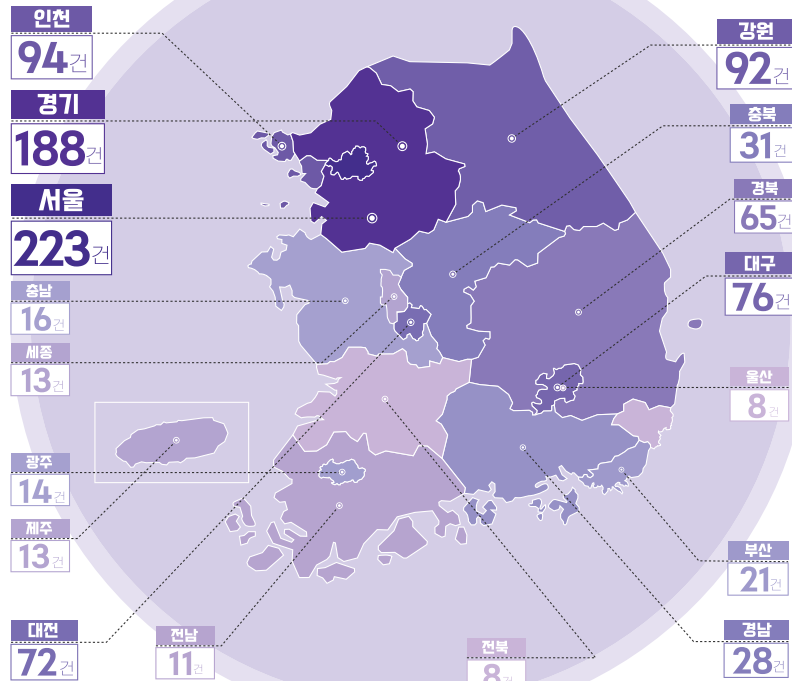 인천
94건
경기
188건
서울
223건
충남
16건
세종
13건
광주
14건
제주
13건
대전
72건
전남
11건
전북
8건
강원
92건
충북
31건
경북
65건
대구
76건
울산
8건
부산
21건
경남
28건